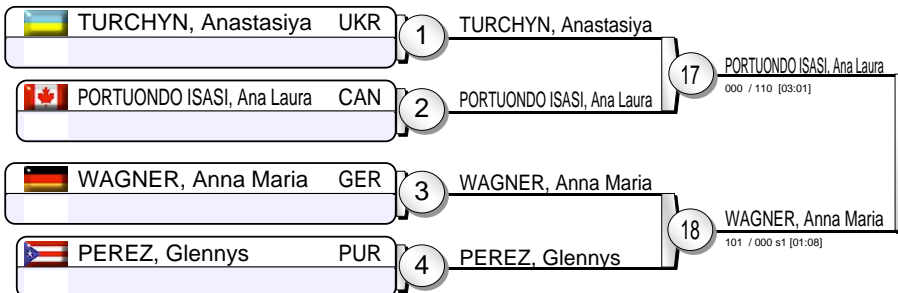 TURCHYN, Anastasiya UKR
1
TURCHYN, Anastasiya
17
PORTUONDO ISASI, Ana Laura
000 / 110 [03:01]
PORTUONDO ISASI, Ana Laura CAN
2
PORTUONDO ISASI, Ana Laura
WAGNER, Anna Maria GER
3
WAGNER, Anna Maria
18
WAGNER, Anna Maria
101 / 000 s1 [01:08]
PEREZ, Glennys PUR
4
PEREZ, Glennys